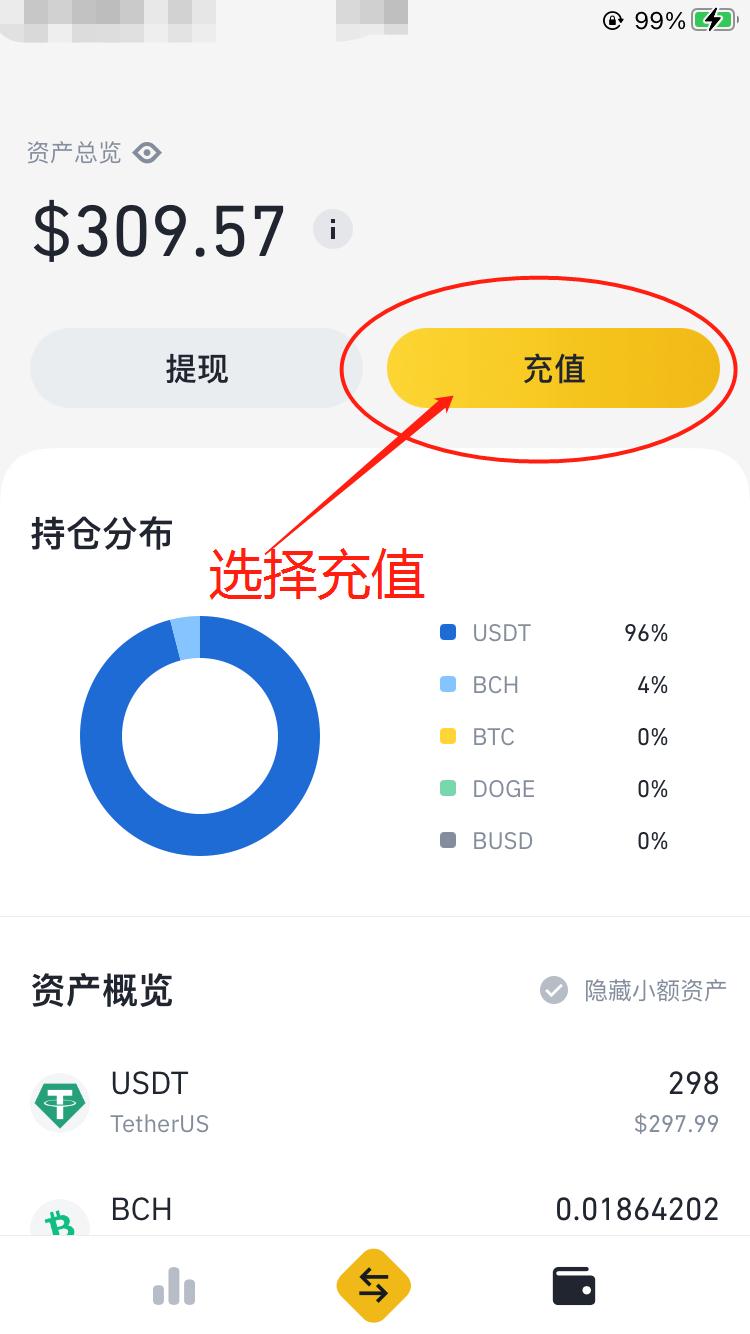 99%
资产总览
$309.57
i
提现
充值
持仓分布
选择充值
USDT 96%
BCH 4%
BTC 0%
DOGE 0%
BUSD 0%
资产概览 隐藏小额资产
USDT 298
TetherUS $297.99
BCH 0.01864202